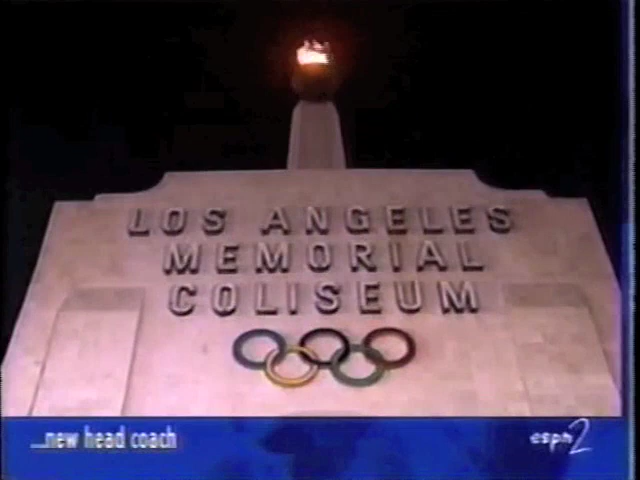 LOS ANGELES
MEMORIAL
COLISEUM
...new head coach
espn2